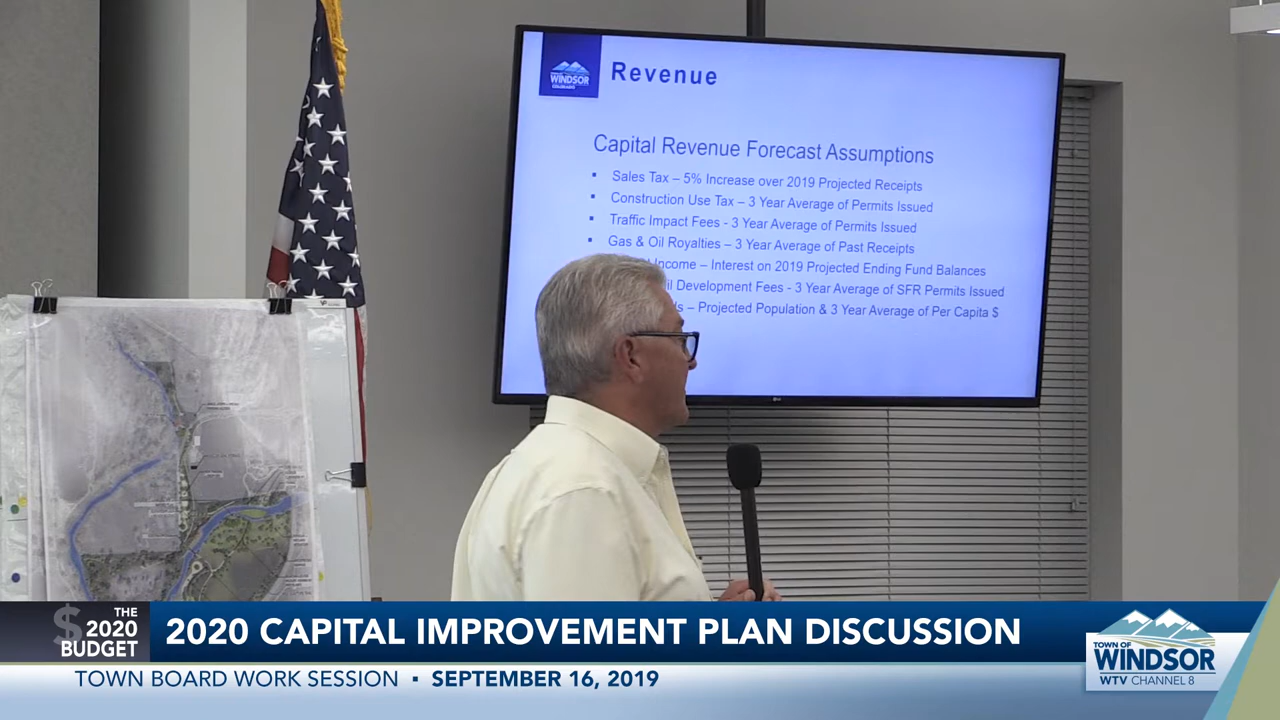 TOWN OF
WINDSOR
COLORADO
Revenue
Capital Revenue Forecast Assumptions
▪ Sales Tax – 5% Increase over 2019 Projected Receipts
▪ Construction Use Tax – 3 Year Average of Permits Issued
▪ Traffic Impact Fees - 3 Year Average of Permits Issued
▪ Gas & Oil Royalties – 3 Year Average of Past Receipts
Income – Interest on 2019 Projected Ending Fund Balances
Development Fees - 3 Year Average of SFR Permits Issued
– Projected Population & 3 Year Average of Per Capita $
LG
$ THE
2020
BUDGET
2020 CAPITAL IMPROVEMENT PLAN DISCUSSION
TOWN BOARD WORK SESSION ▪ SEPTEMBER 16, 2019
TOWN OF
WINDSOR
WTV CHANNEL 8